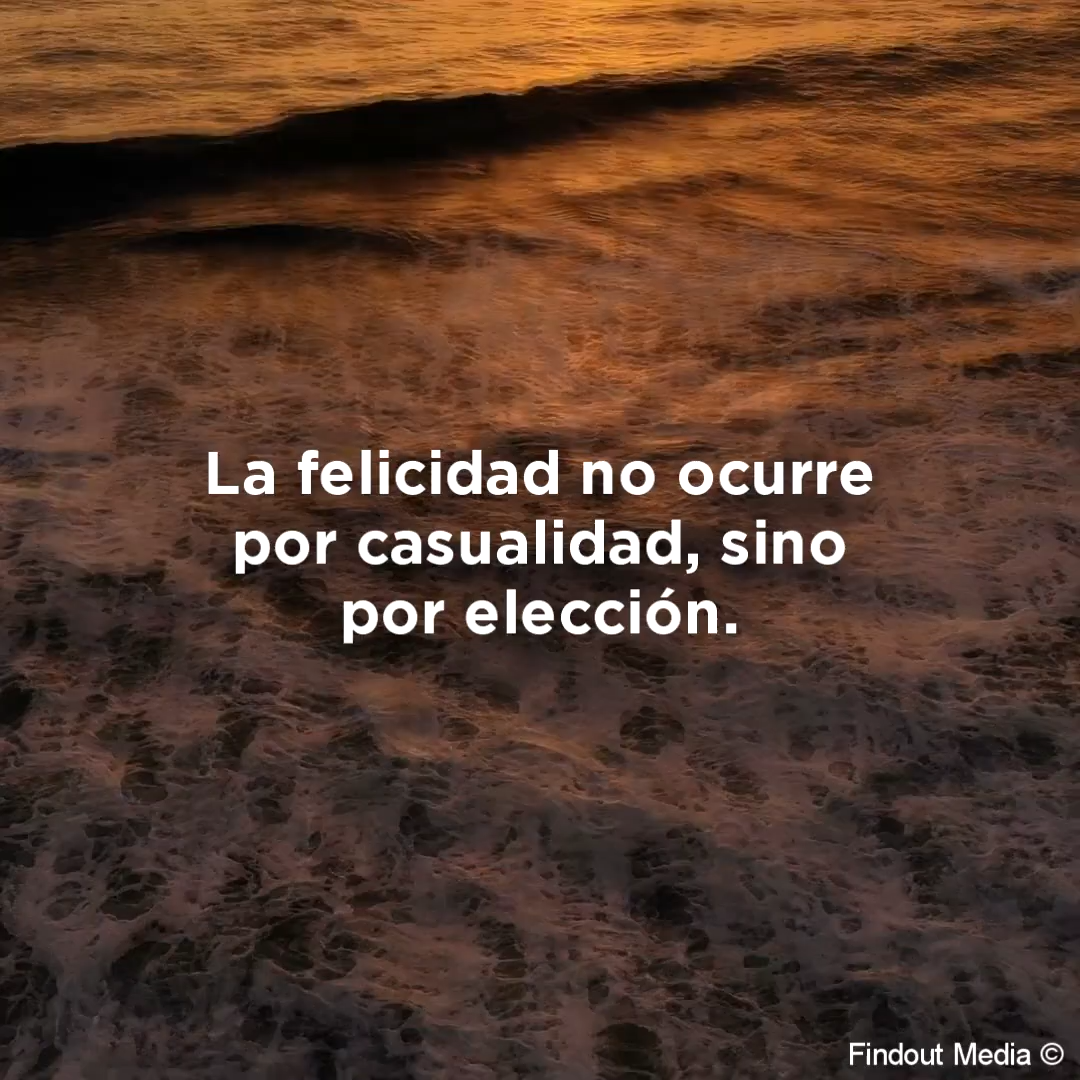 La felicidad no ocurre
por casualidad, sino
por elección.
Findout Media ©